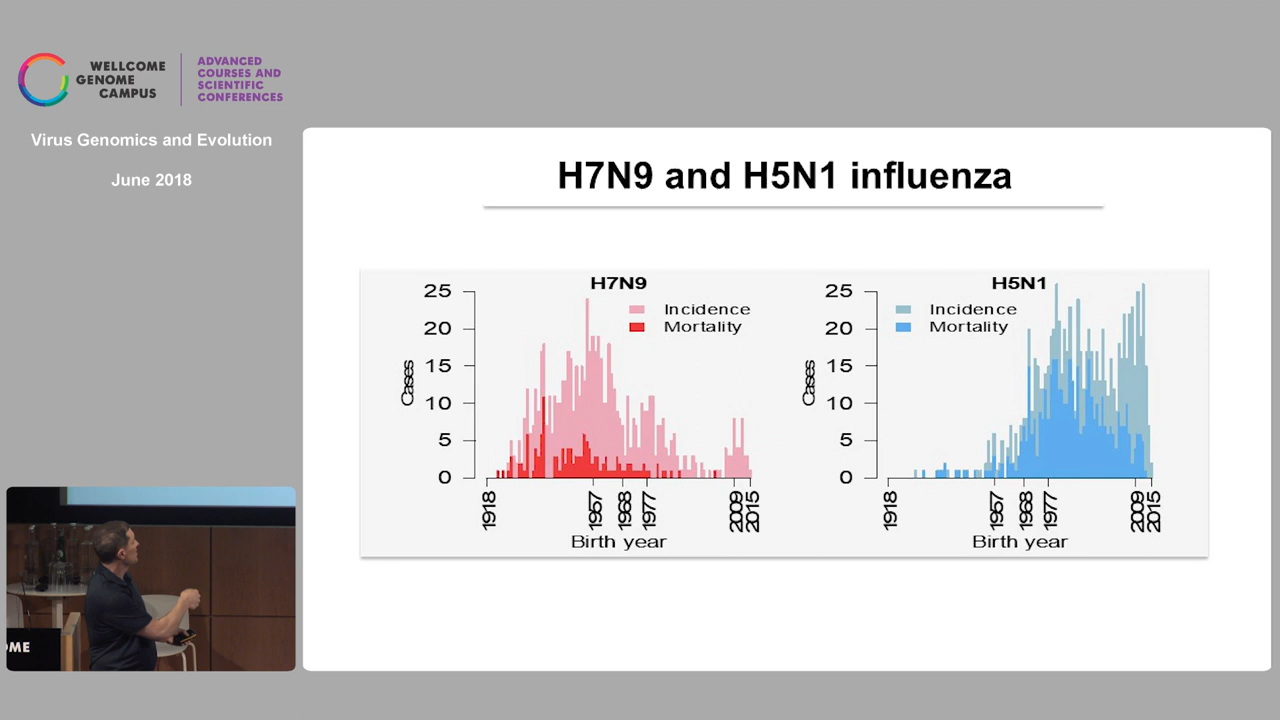 WELLCOME
GENOME
CAMPUS
ADVANCED
COURSES AND
SCIENTIFIC
CONFERENCES
Virus Genomics and Evolution
June 2018
H7N9 and H5N1 influenza
H7N9
25
20
15
10
5
0
Cases
Incidence
Mortality
1918
1957
1968
1977
2009
2015
Birth year
H5N1
25
20
15
10
5
0
Cases
Incidence
Mortality
1918
1957
1968
1977
2009
2015
Birth year
OME